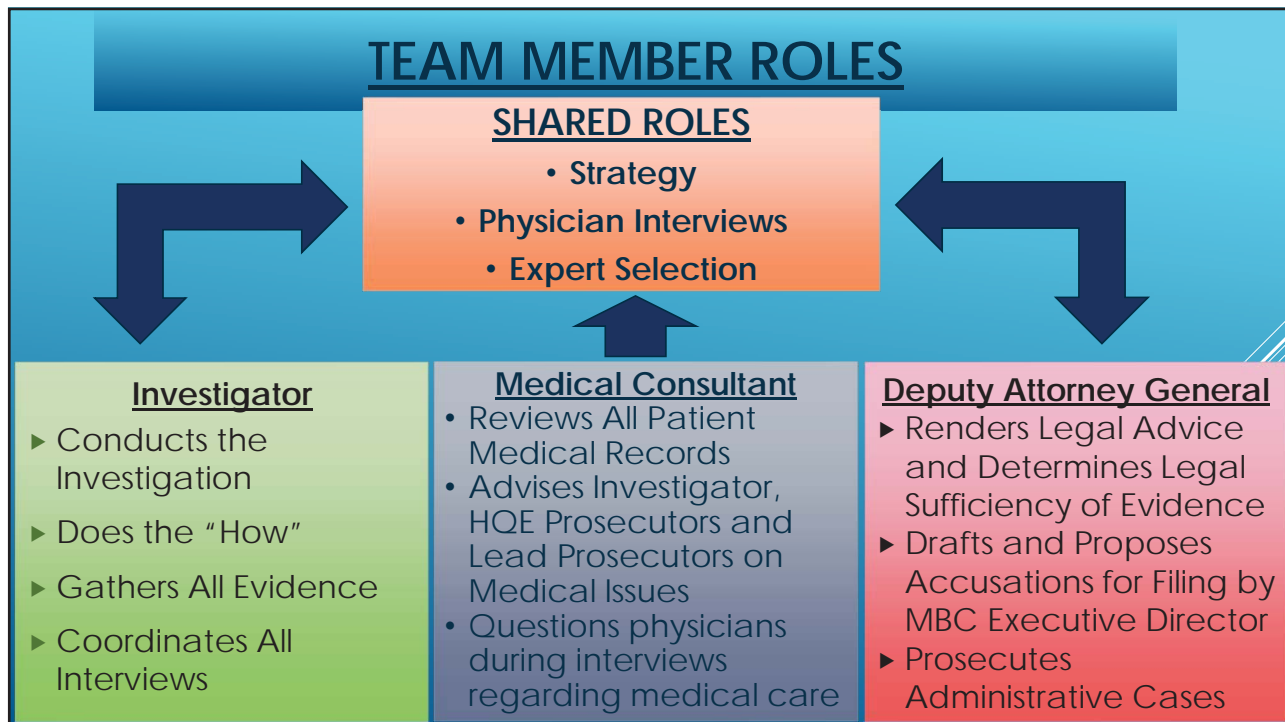 TEAM MEMBER ROLES
SHARED ROLES
• Strategy
• Physician Interviews
• Expert Selection
Investigator
▶ Conducts the
Investigation
▶ Does the “How”
▶ Gathers All Evidence
▶ Coordinates All
Interviews
Medical Consultant
• Reviews All Patient
Medical Records
• Advises Investigator,
HQE Prosecutors and
Lead Prosecutors on
Medical Issues
• Questions physicians
during interviews
regarding medical care
Deputy Attorney General
▶ Renders Legal Advice
and Determines Legal
Sufficiency of Evidence
▶ Drafts and Proposes
Accusations for Filing by
MBC Executive Director
▶ Prosecutes
Administrative Cases